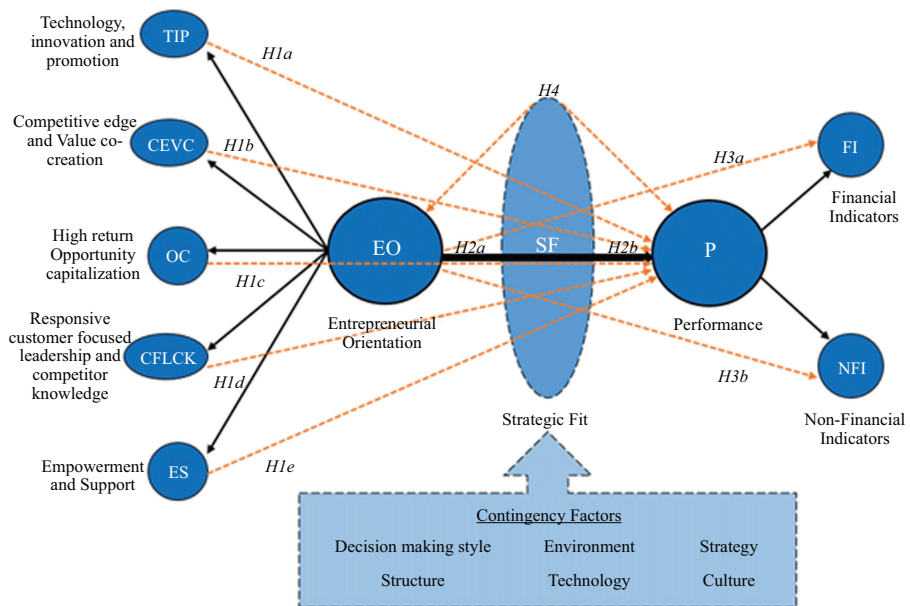 Technology,
innovation and
promotion
TIP
H1a
Competitive edge
and Value co-
creation
CEVC
H1b
High return
Opportunity
capitalization
OC
H1c
Responsive
customer focused
leadership and
competitor
knowledge
CFLCK
H1d
Empowerment
and Support
ES
H1e
EO
Entrepreneurial
Orientation
H2a
H4
SF
H2b
Strategic Fit
P
Performance
H3a
FI
Financial
Indicators
H3b
NFI
Non-Financial
Indicators
Contingency Factors
Decision making style Environment Strategy
Structure Technology Culture